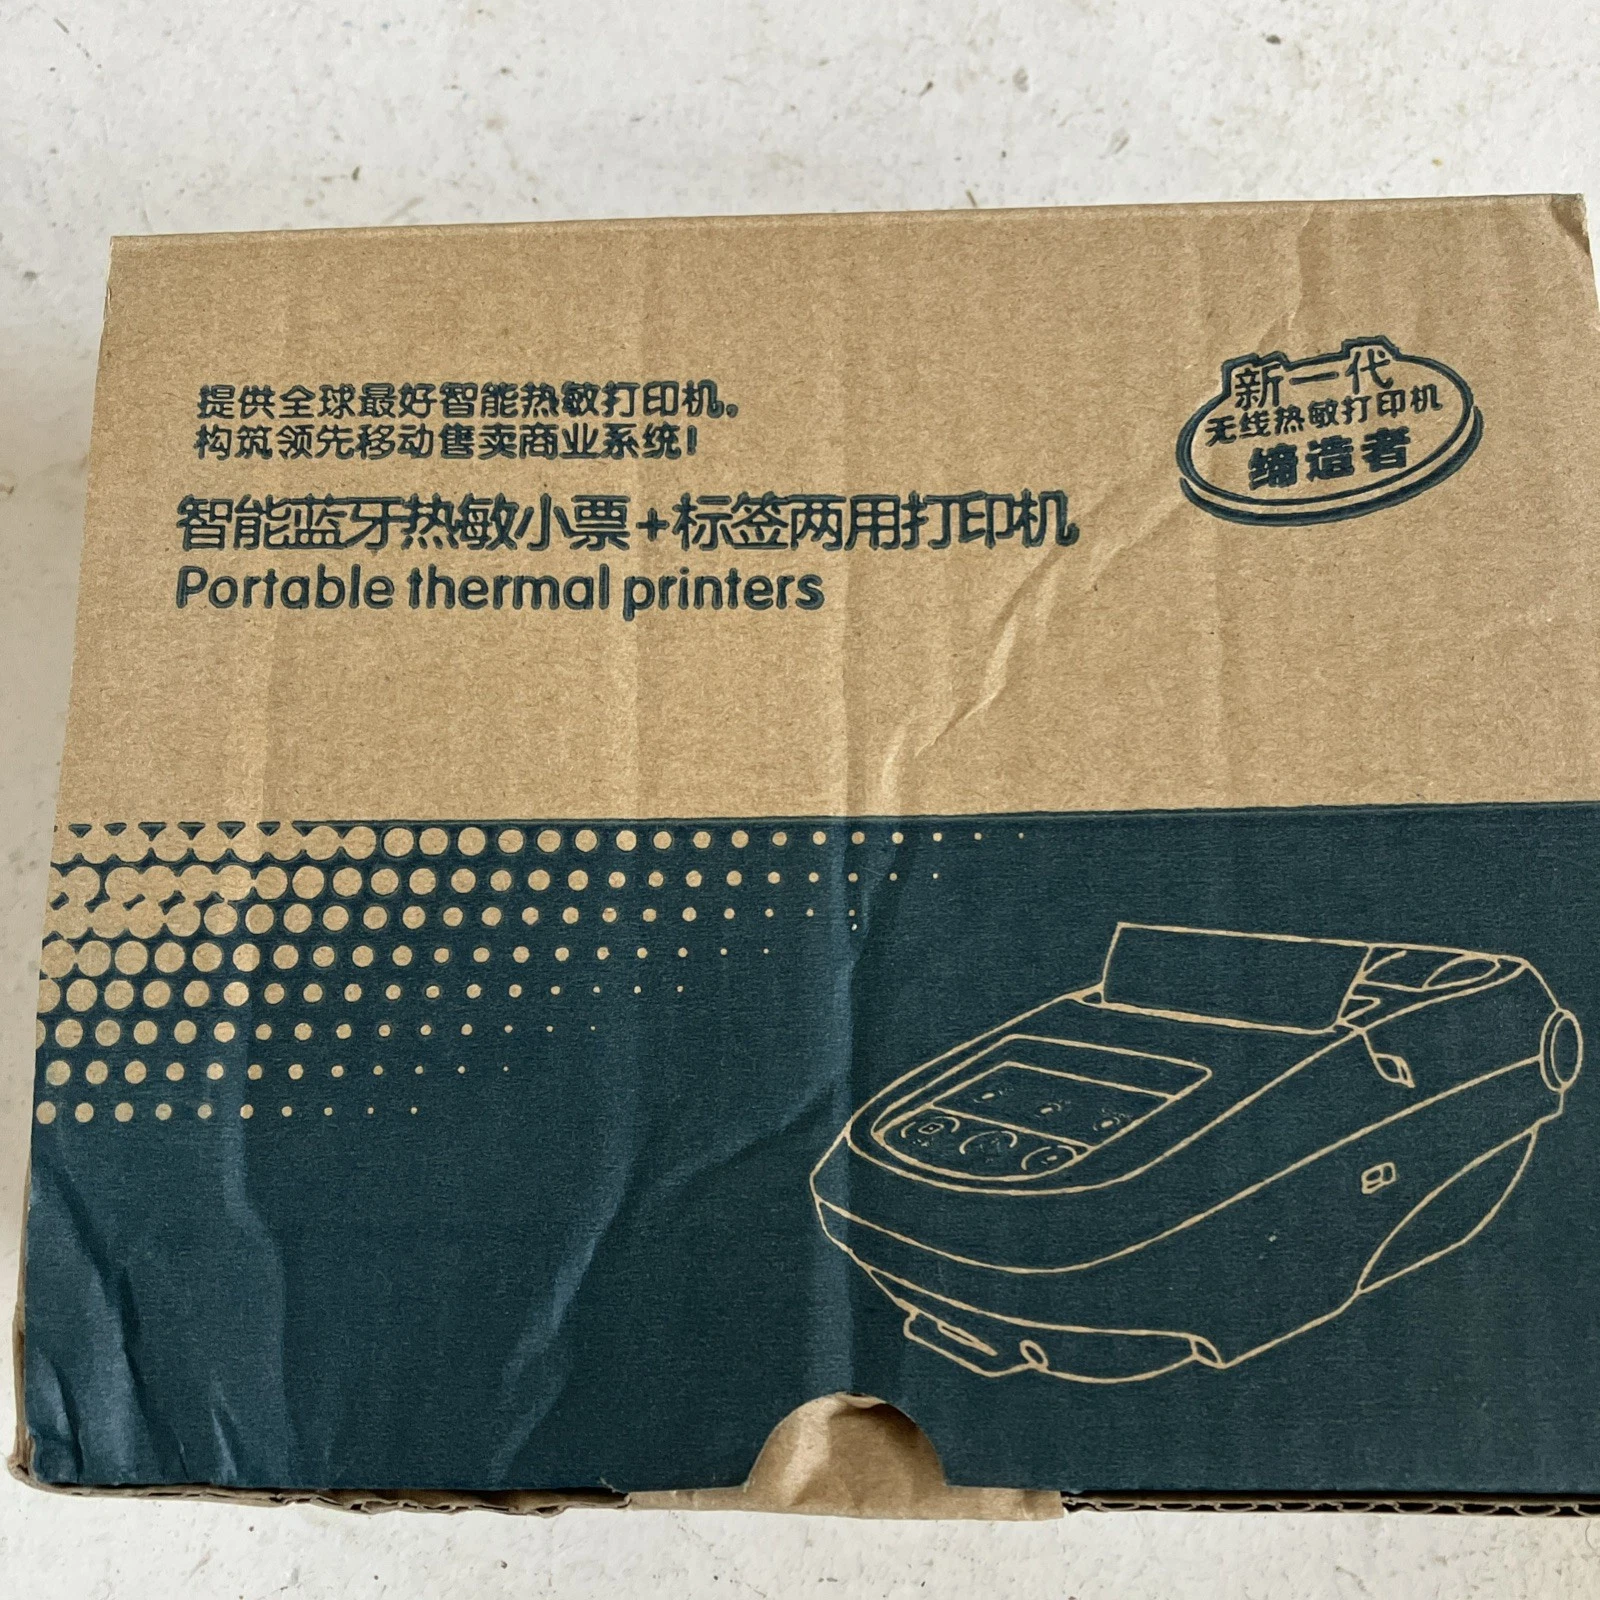 提供全球最好智能热敏打印机。
构筑领先移动售卖商业系统!
智能蓝牙热敏小票+标签两用打印机
Portable thermal printers
新一代
无线热敏打印机
缔造者